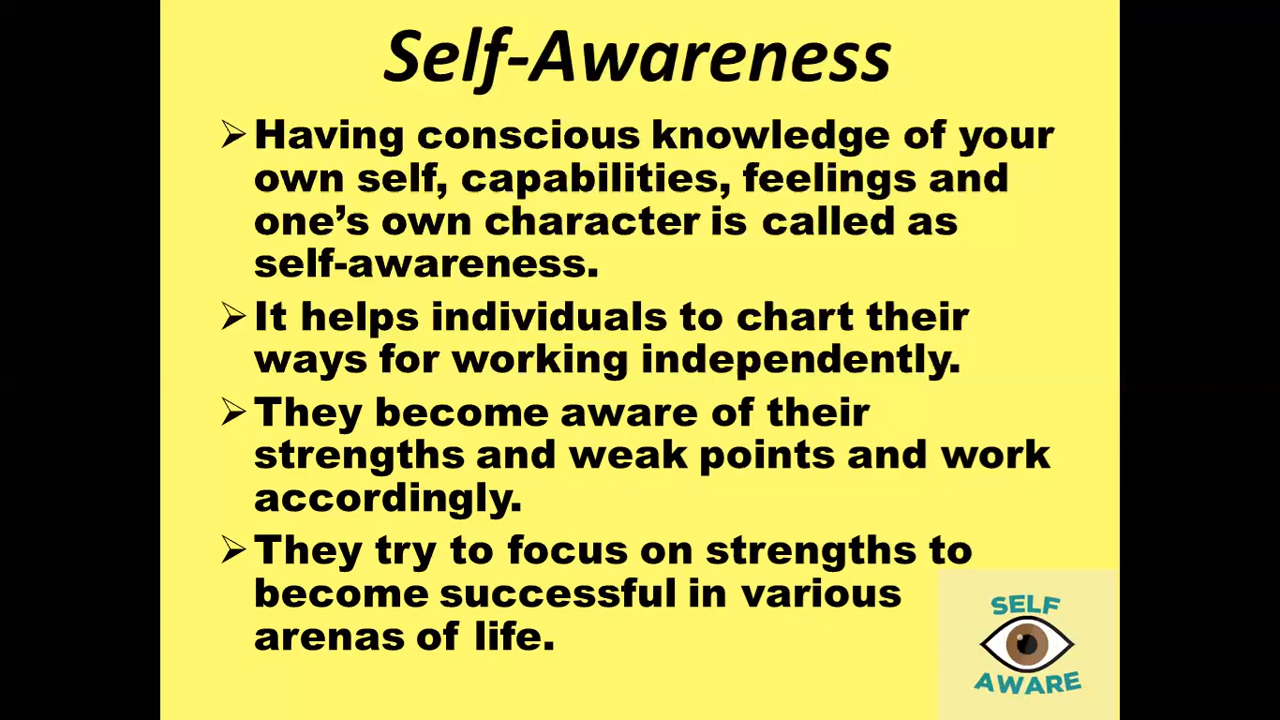 Self-Awareness
➢Having conscious knowledge of your
own self, capabilities, feelings and
one’s own character is called as
self-awareness.
➢It helps individuals to chart their
ways for working independently.
➢They become aware of their
strengths and weak points and work
accordingly.
➢They try to focus on strengths to
become successful in various
arenas of life.
SELF
AWARE